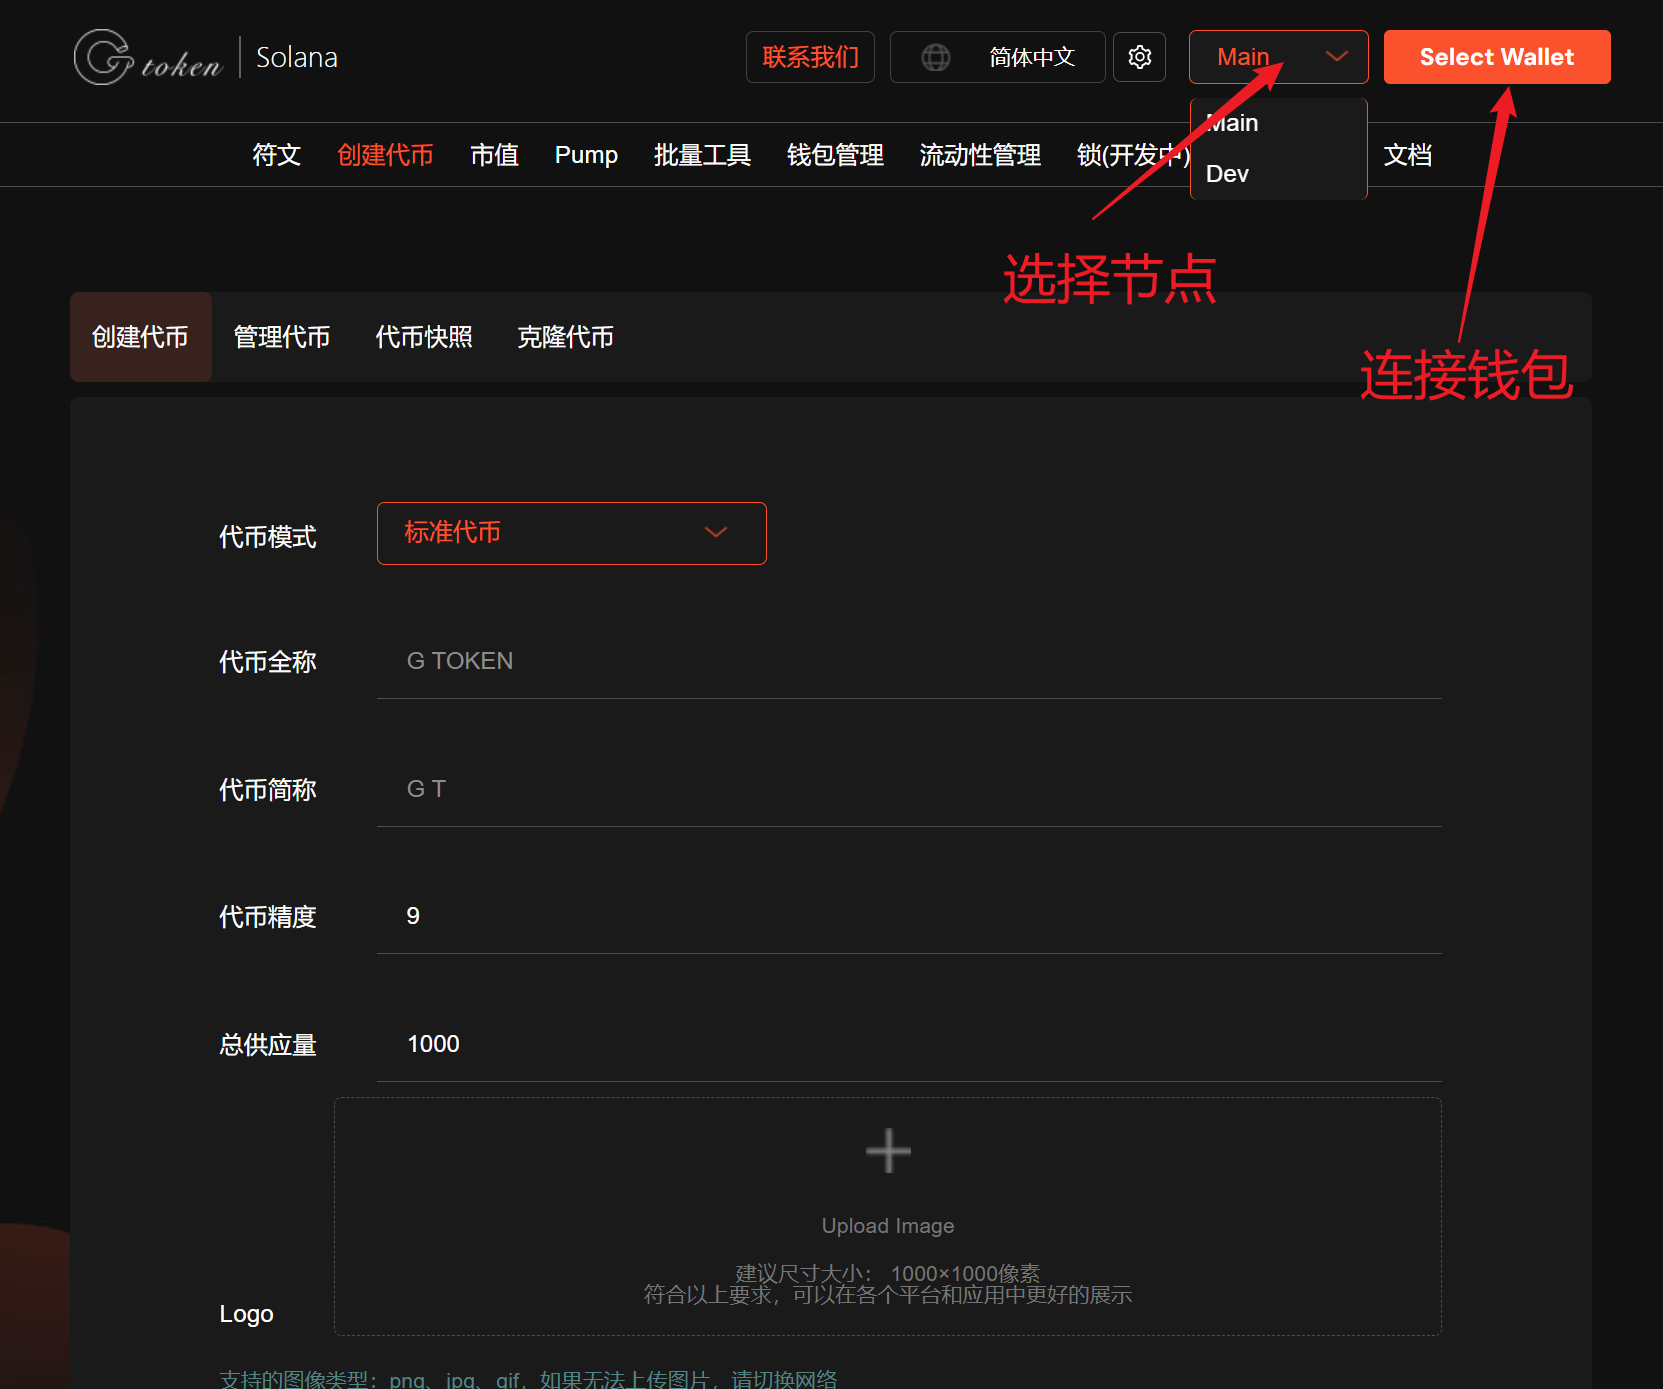 G token | Solana
联系我们
简体中文
Main
Select Wallet
Main
Dev
符文 创建代币 市值 Pump 批量工具 钱包管理 流动性管理 锁(开发中) 文档
选择节点
连接钱包
创建代币 管理代币 代币快照 克隆代币
代币模式 标准代币
代币全称 G TOKEN
代币简称 G T
代币精度 9
总供应量 1000
Upload Image
建议尺寸大小： 1000×1000像素
符合以上要求，可以在各个平台和应用中更好的展示
Logo
支持的图像类型：png、jpg、gif，如果无法上传图片，请切换网络